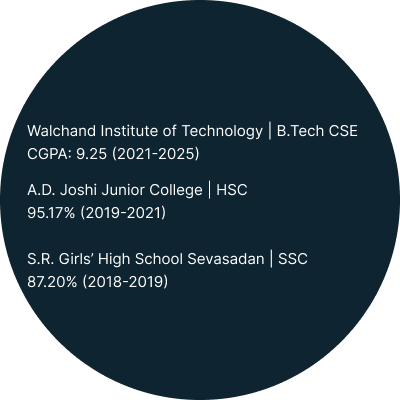 Walchand Institute of Technology | B.Tech CSE
CGPA: 9.25 (2021-2025)
A.D. Joshi Junior College | HSC
95.17% (2019-2021)
S.R. Girls’ High School Sevasadan | SSC
87.20% (2018-2019)